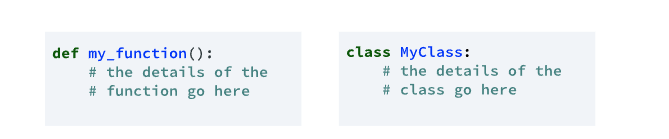 def my_function():
    # the details of the
    # function go here
class MyClass:
    # the details of the
    # class go here